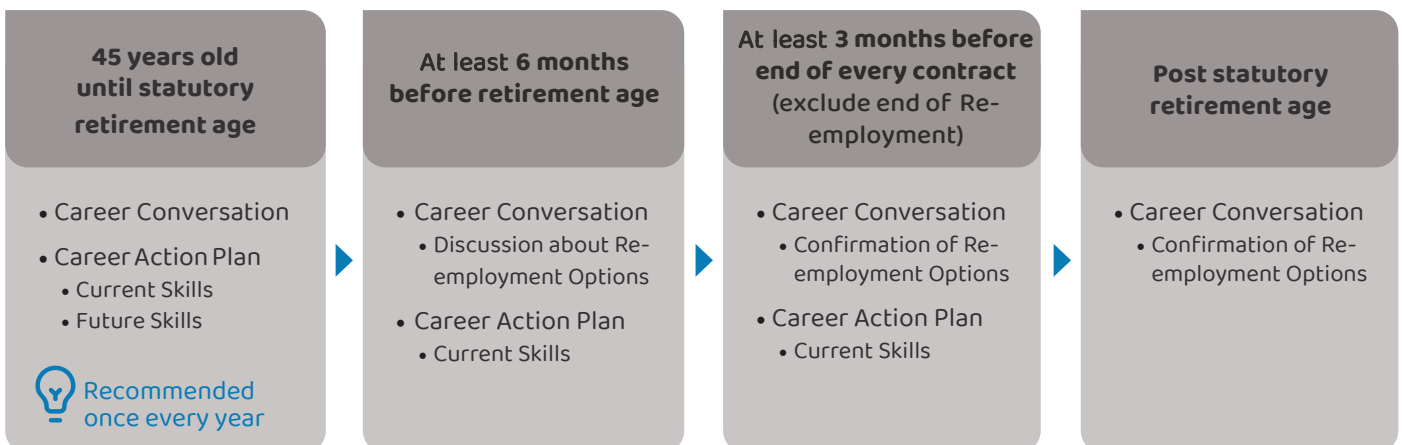 45 years old
until statutory
retirement age
• Career Conversation
• Career Action Plan
• Current Skills
• Future Skills
Recommended
once every year
At least 6 months
before retirement age
• Career Conversation
• Discussion about Re-
employment Options
• Career Action Plan
• Current Skills
At least 3 months before
end of every contract
(exclude end of Re-
employment)
• Career Conversation
• Confirmation of Re-
employment Options
• Career Action Plan
• Current Skills
Post statutory
retirement age
• Career Conversation
• Confirmation of Re-
employment Options